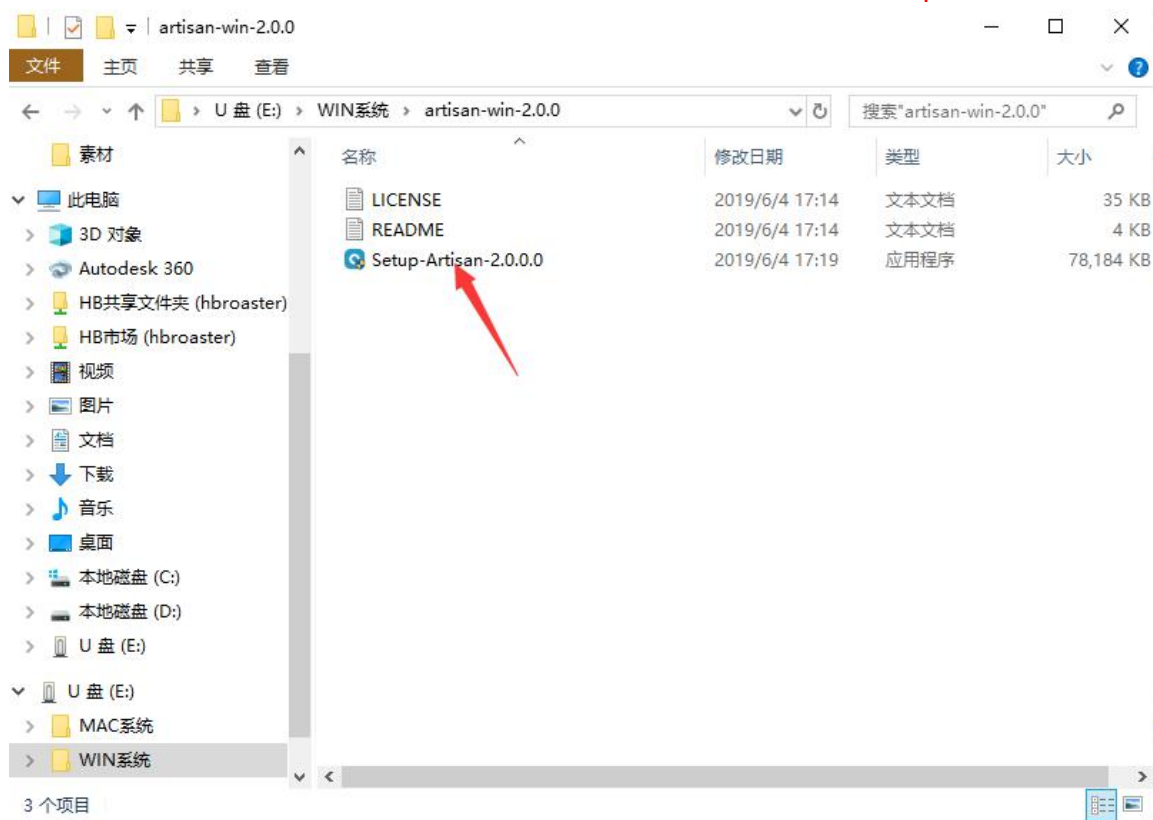 artisan-win-2.0.0
文件 主页 共享 查看
U 盘 (E:) WIN系统 artisan-win-2.0.0 搜索"artisan-win-2.0.0"
名称 修改日期 类型 大小
LICENSE 2019/6/4 17:14 文本文档 35 KB
README 2019/6/4 17:14 文本文档 4 KB
Setup-Artisan-2.0.0.0 2019/6/4 17:19 应用程序 78,184 KB
素材
此电脑
3D 对象
Autodesk 360
HB共享文件夹 (hbroaster)
HB市场 (hbroaster)
视频
图片
文档
下载
音乐
桌面
本地磁盘 (C:)
本地磁盘 (D:)
U 盘 (E:)
U 盘 (E:)
MAC系统
WIN系统
3 个项目